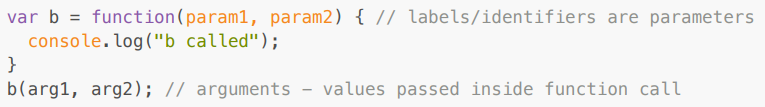 var b = function(param1, param2) { // labels/identifiers are parameters
  console.log("b called");
}
b(arg1, arg2); // arguments – values passed inside function call